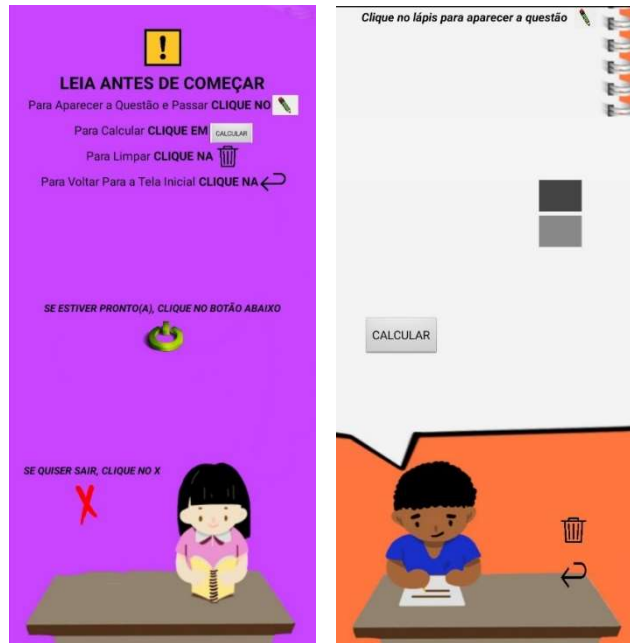 !
LEIA ANTES DE COMEÇAR
Para Aparecer a Questão e Passar CLIQUE NO
Para Calcular CLIQUE EM CALCULAR
Para Limpar CLIQUE NA
Para Voltar Para a Tela Inicial CLIQUE NA
SE ESTIVER PRONTO(A), CLIQUE NO BOTÃO ABAIXO
SE QUISER SAIR, CLIQUE NO X
X
Clique no lápis para aparecer a questão
CALCULAR